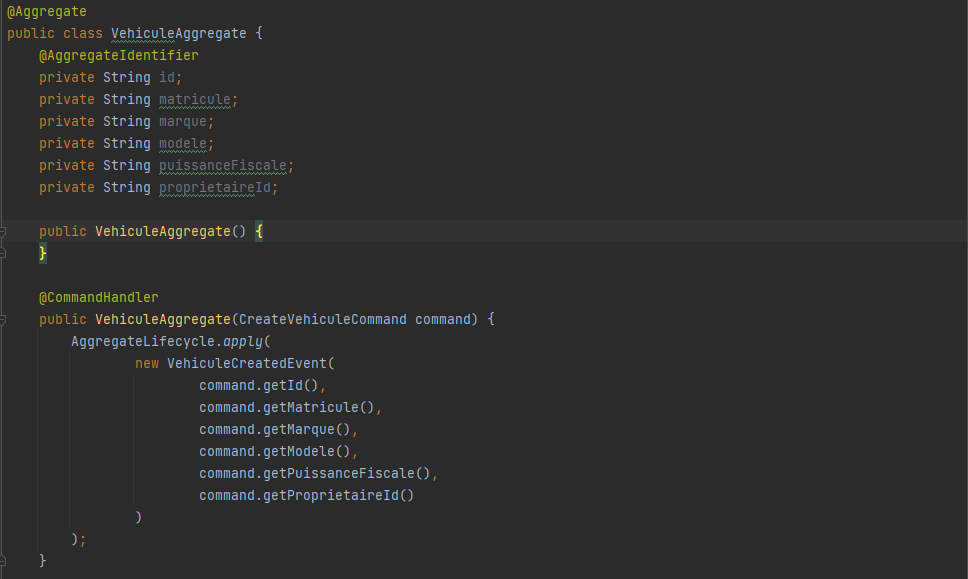 @Aggregate
public class VehiculeAggregate {
    @AggregateIdentifier
    private String id;
    private String matricule;
    private String marque;
    private String modele;
    private String puissanceFiscale;
    private String proprietaireId;

    public VehiculeAggregate() {
    }

    @CommandHandler
    public VehiculeAggregate(CreateVehiculeCommand command) {
        AggregateLifecycle.apply(
                new VehiculeCreatedEvent(
                        command.getId(),
                        command.getMatricule(),
                        command.getMarque(),
                        command.getModele(),
                        command.getPuissanceFiscale(),
                        command.getProprietaireId()
                )
        );
    }